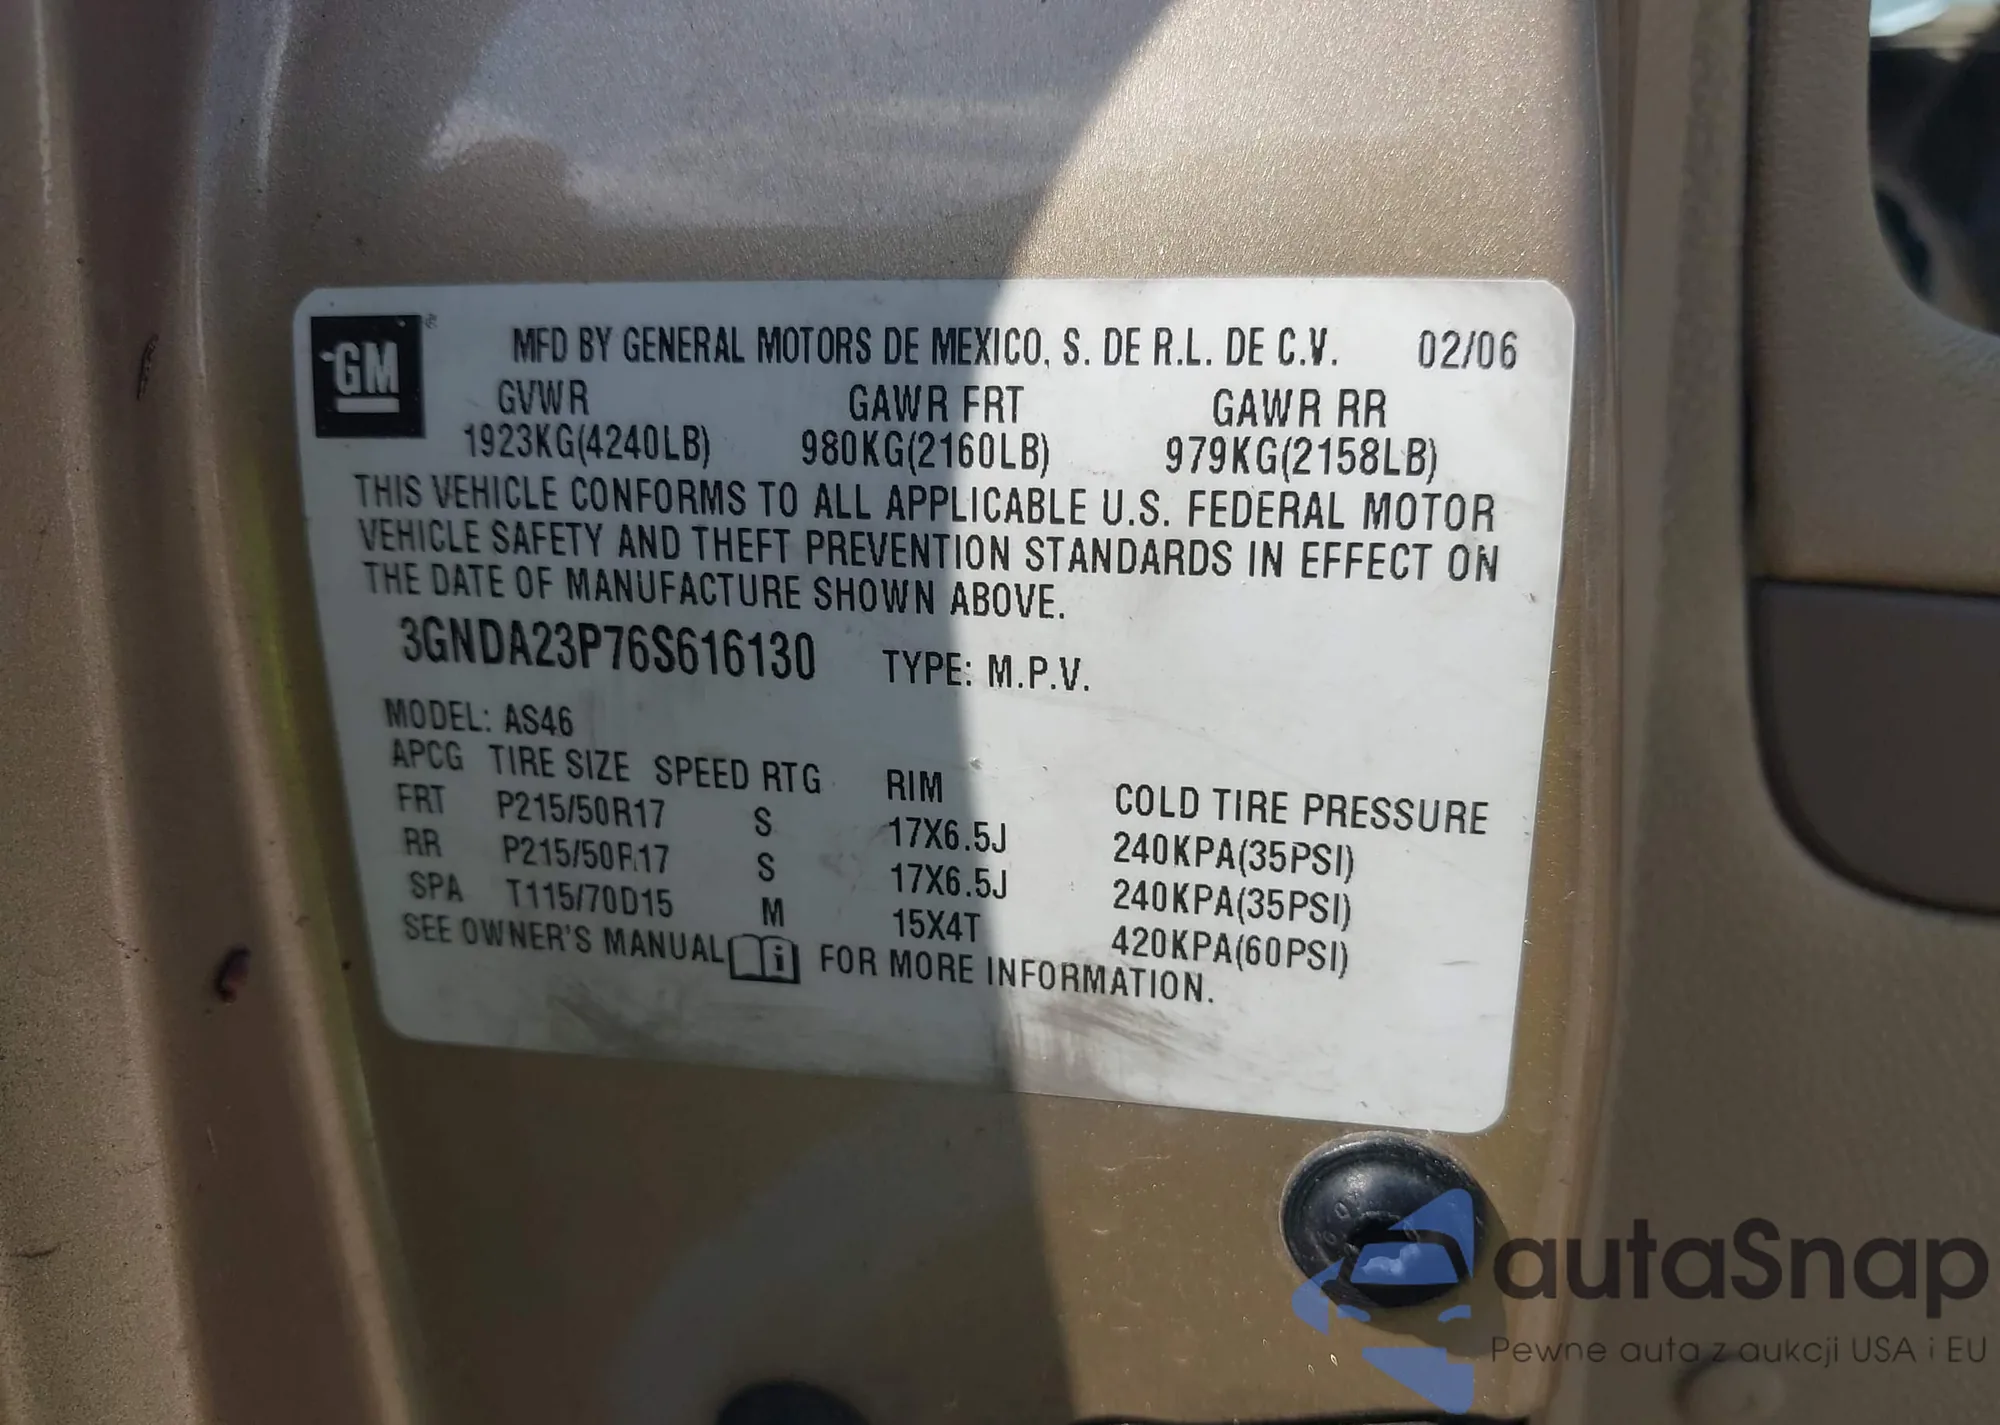 GM
MFD BY GENERAL MOTORS DE MEXICO, S. DE R.L. DE C.V. 02/06
GVWR GAWR FRT GAWR RR
1923KG(4240LB) 980KG(2160LB) 979KG(2158LB)
THIS VEHICLE CONFORMS TO ALL APPLICABLE U.S. FEDERAL MOTOR
VEHICLE SAFETY AND THEFT PREVENTION STANDARDS IN EFFECT ON
THE DATE OF MANUFACTURE SHOWN ABOVE.
3GNDA23P76S616130 TYPE: M.P.V.
MODEL: AS46
APCG TIRE SIZE SPEED RTG RIM COLD TIRE PRESSURE
FRT P215/50R17 S 17X6.5J 240KPA(35PSI)
RR P215/50R17 S 17X6.5J 240KPA(35PSI)
SPA T115/70D15 M 15X4T 420KPA(60PSI)
SEE OWNER'S MANUAL i FOR MORE INFORMATION.
autaSnap
Pewne auta z aukcji USA i EU